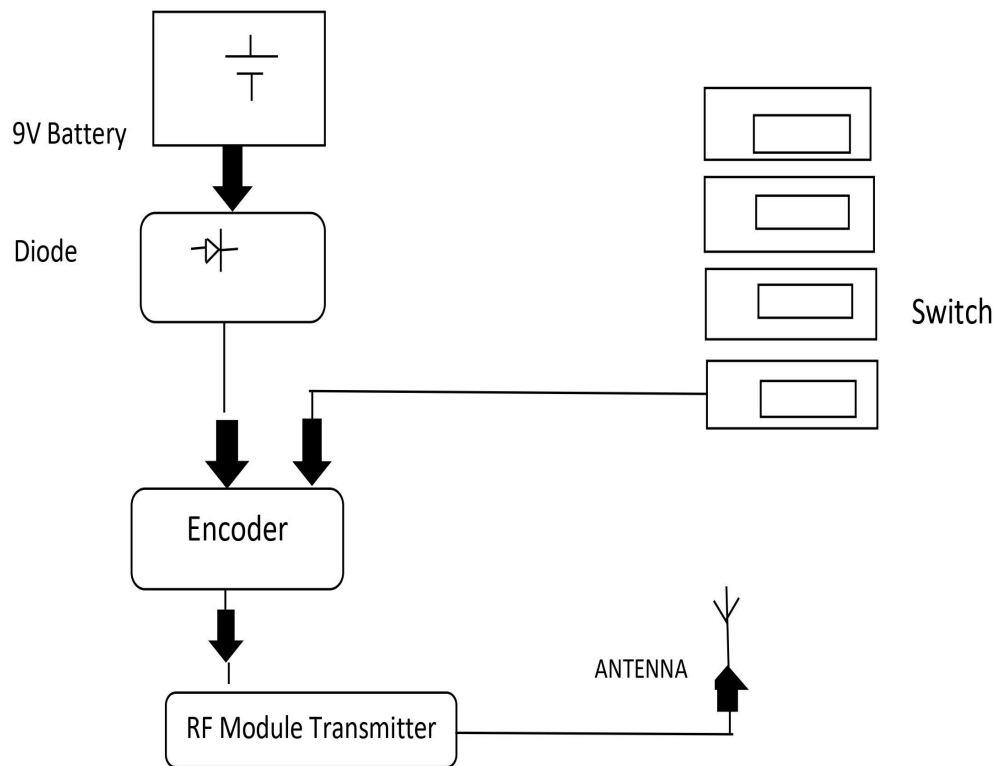 9V Battery
Diode
Switch
Encoder
ANTENNA
RF Module Transmitter